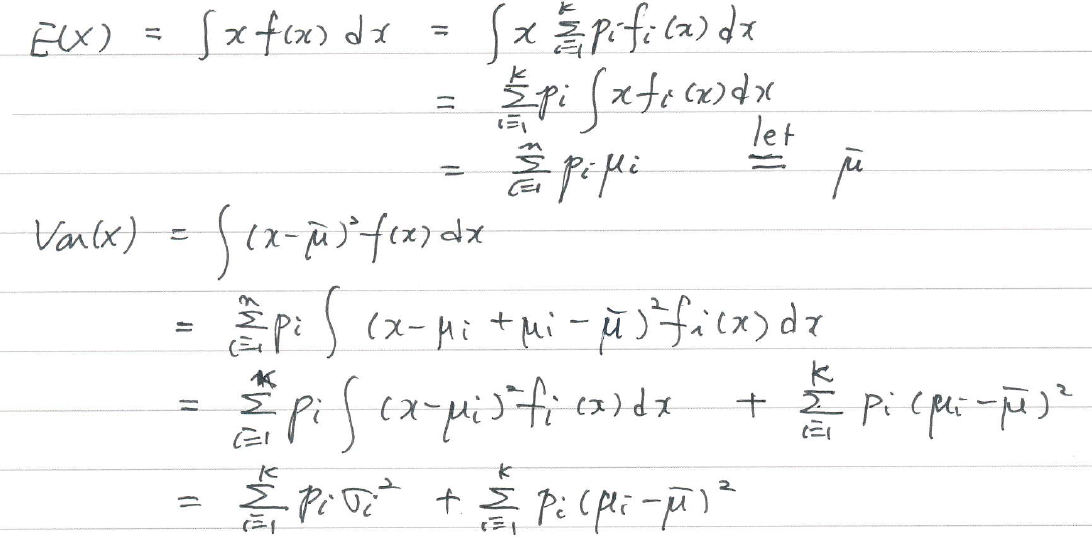 E(X) = ∫ x f(x) dx = ∫ x Σ_{i=1}^{k} p_i f_i(x) dx
= Σ_{i=1}^{k} p_i ∫ x f_i(x) dx
= Σ_{i=1}^{n} p_i μ_i \overset{let}{=} μ̄
Var(x) = ∫ (x-μ̄)² f(x) dx
= Σ_{i=1}^{n} p_i ∫ (x-μ_i+μ_i-μ̄)² f_i(x) dx
= Σ_{i=1}^{k} p_i ∫ (x-μ_i)² f_i(x) dx + Σ_{i=1}^{k} p_i (μ_i-μ̄)²
= Σ_{i=1}^{k} p_i σ_i² + Σ_{i=1}^{k} p_i (μ_i-μ̄)²